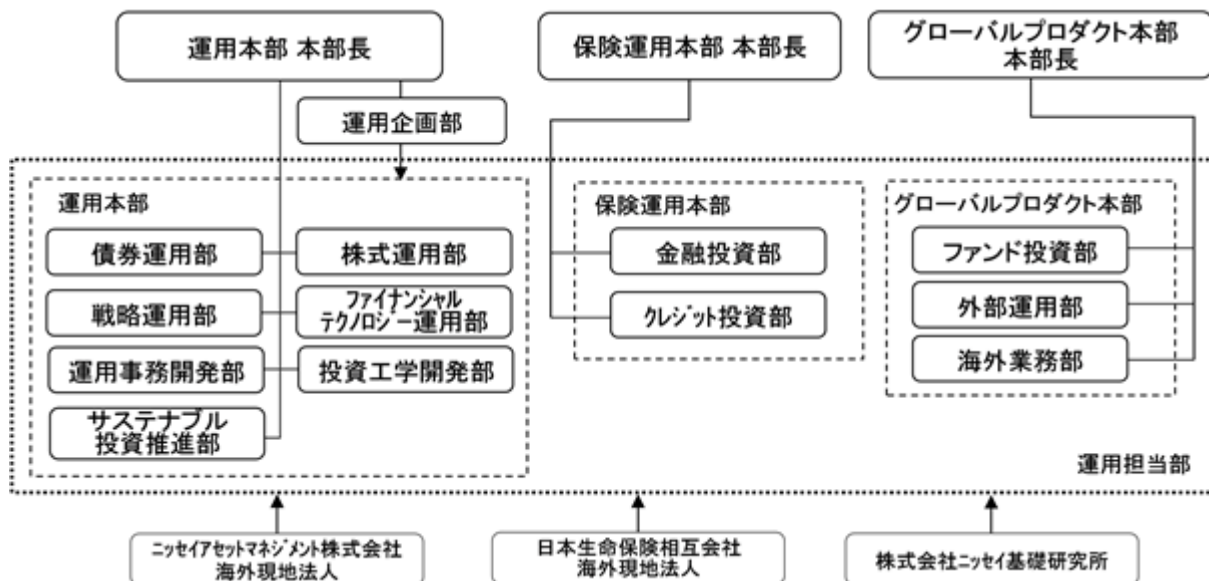 運用本部 本部長
保険運用本部 本部長
グローバルプロダクト本部
本部長
運用企画部
運用本部
債券運用部
株式運用部
戦略運用部
ファイナンシャル
テクノロジー運用部
運用事務開発部
投資工学開発部
サステナブル
投資推進部
保険運用本部
金融投資部
クレジット投資部
グローバルプロダクト本部
ファンド投資部
外部運用部
海外業務部
運用担当部
ニッセイアセットマネジメント株式会社
海外現地法人
日本生命保険相互会社
海外現地法人
株式会社ニッセイ基礎研究所